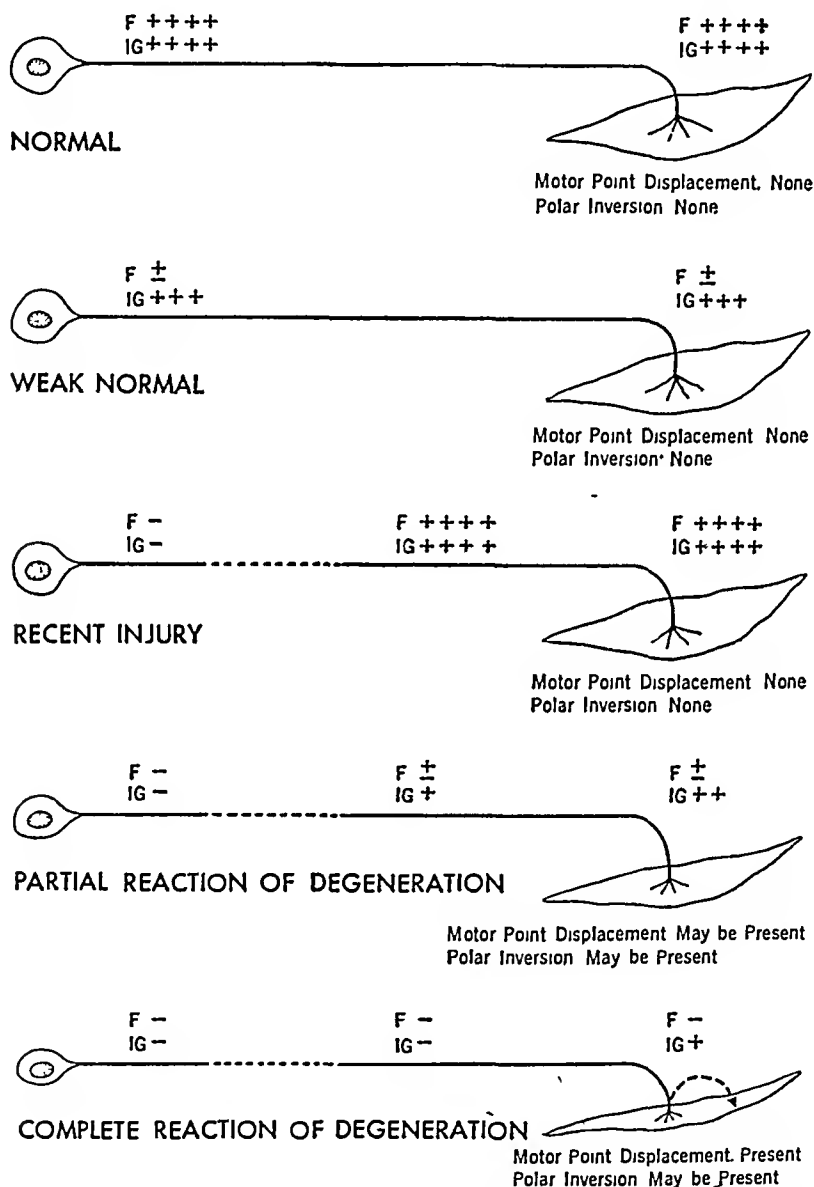 F ++++ F ++++
IG++++ IG++++
NORMAL
Motor Point Displacement. None
Polar Inversion None
F ± F ±
IG+++ IG+++
WEAK NORMAL
Motor Point Displacement None
Polar Inversion· None
F − F ++++ F ++++
IG− IG++++ IG++++
RECENT INJURY
Motor Point Displacement None
Polar Inversion None
F − F ± F ±
IG− IG + IG ++
PARTIAL REACTION OF DEGENERATION
Motor Point Displacement May be Present
Polar Inversion May be Present
F − F − F −
IG− IG− IG+
COMPLETE REACTION OF DEGENERATION
Motor Point Displacement. Present
Polar Inversion May be Present